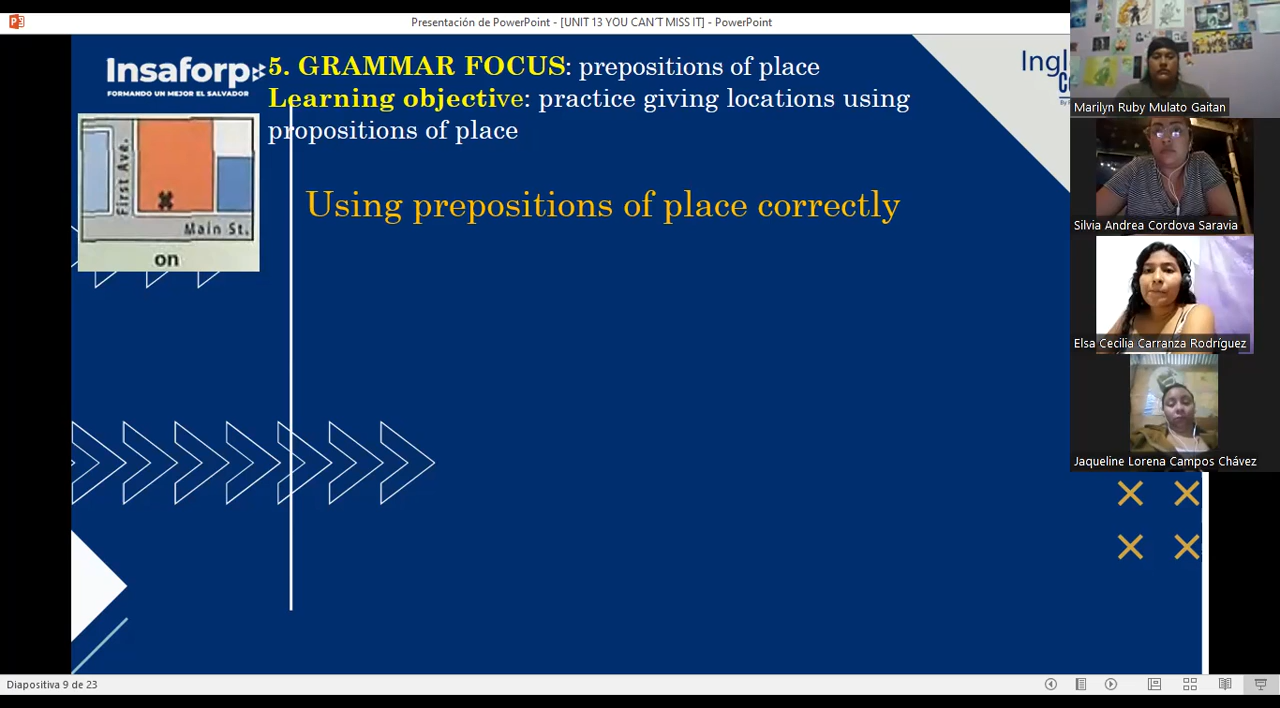 Presentación de PowerPoint - [UNIT 13 YOU CAN'T MISS IT] - PowerPoint
Insaforp
FORMANDO UN MEJOR EL SALVADOR
5. GRAMMAR FOCUS: prepositions of place
Learning objective: practice giving locations using
propositions of place
First Ave.
Main St.
on
Using prepositions of place correctly
Marilyn Ruby Mulato Gaitan
Silvia Andrea Cordova Saravia
Elsa Cecilia Carranza Rodríguez
Jaqueline Lorena Campos Chávez
Diapositiva 9 de 23